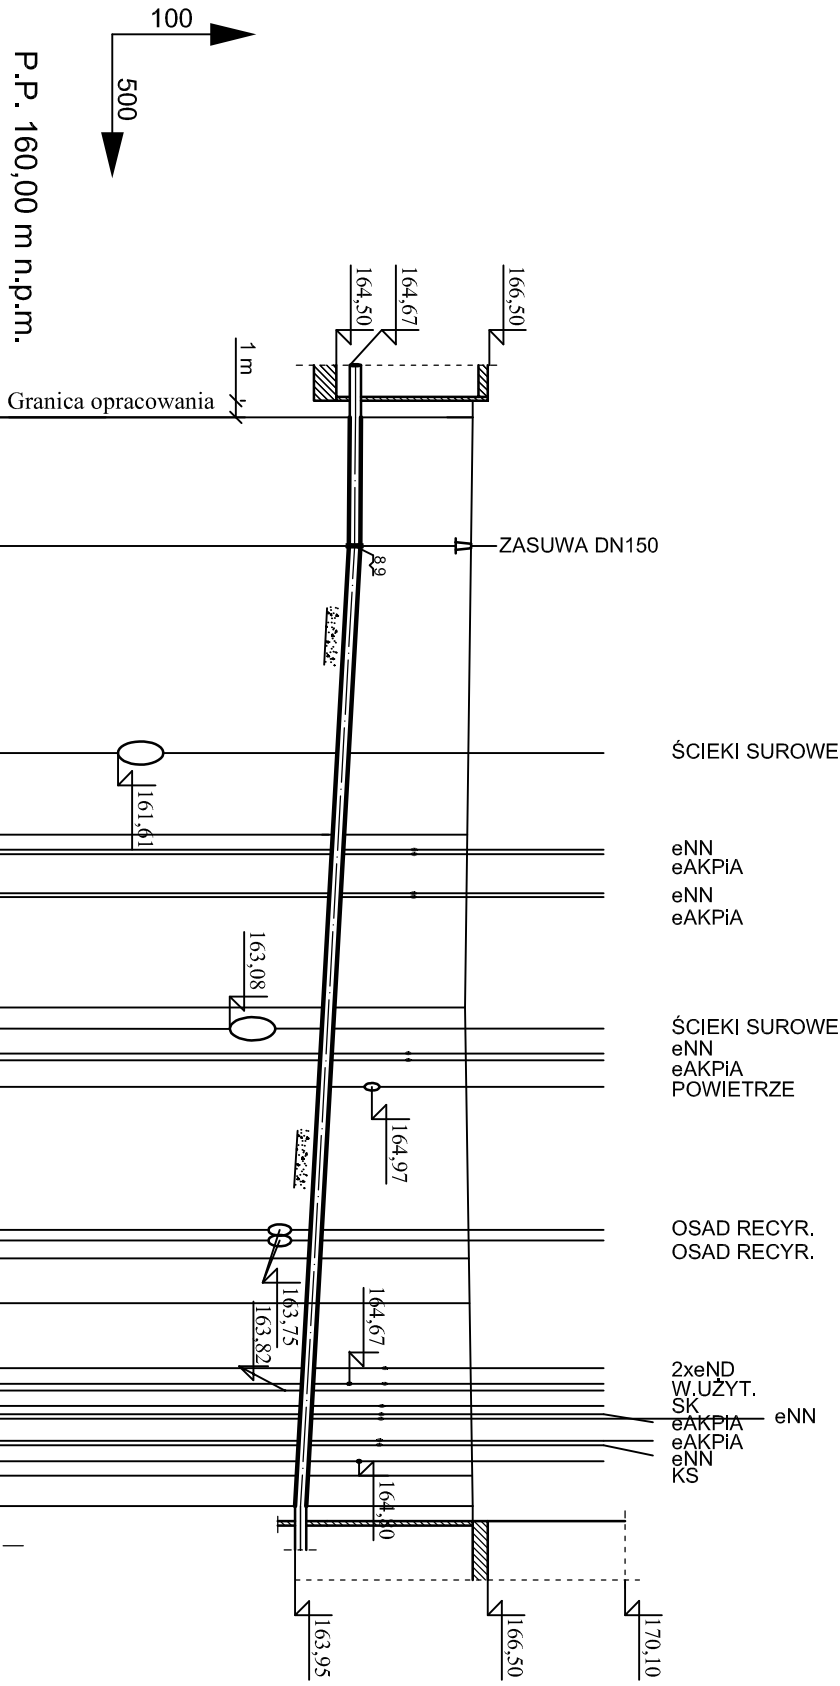 100
500
P.P. 160,00 m n.p.m.
164,50
164,67
166,50
1 m
Granica opracowania
ZASUWA DN150
89
ŚCIEKI SUROWE
161,61
eNN
eAKPiA
eNN
eAKPiA
163,08
ŚCIEKI SUROWE
eNN
eAKPiA
POWIETRZE
164,97
OSAD RECYR.
OSAD RECYR.
163,75
163,82
164,67
2xeND
W.UŻYT.
SK
eAKPIA
eNN
eAKPIA
eNN
KS
164,80
163,95
166,50
170,10